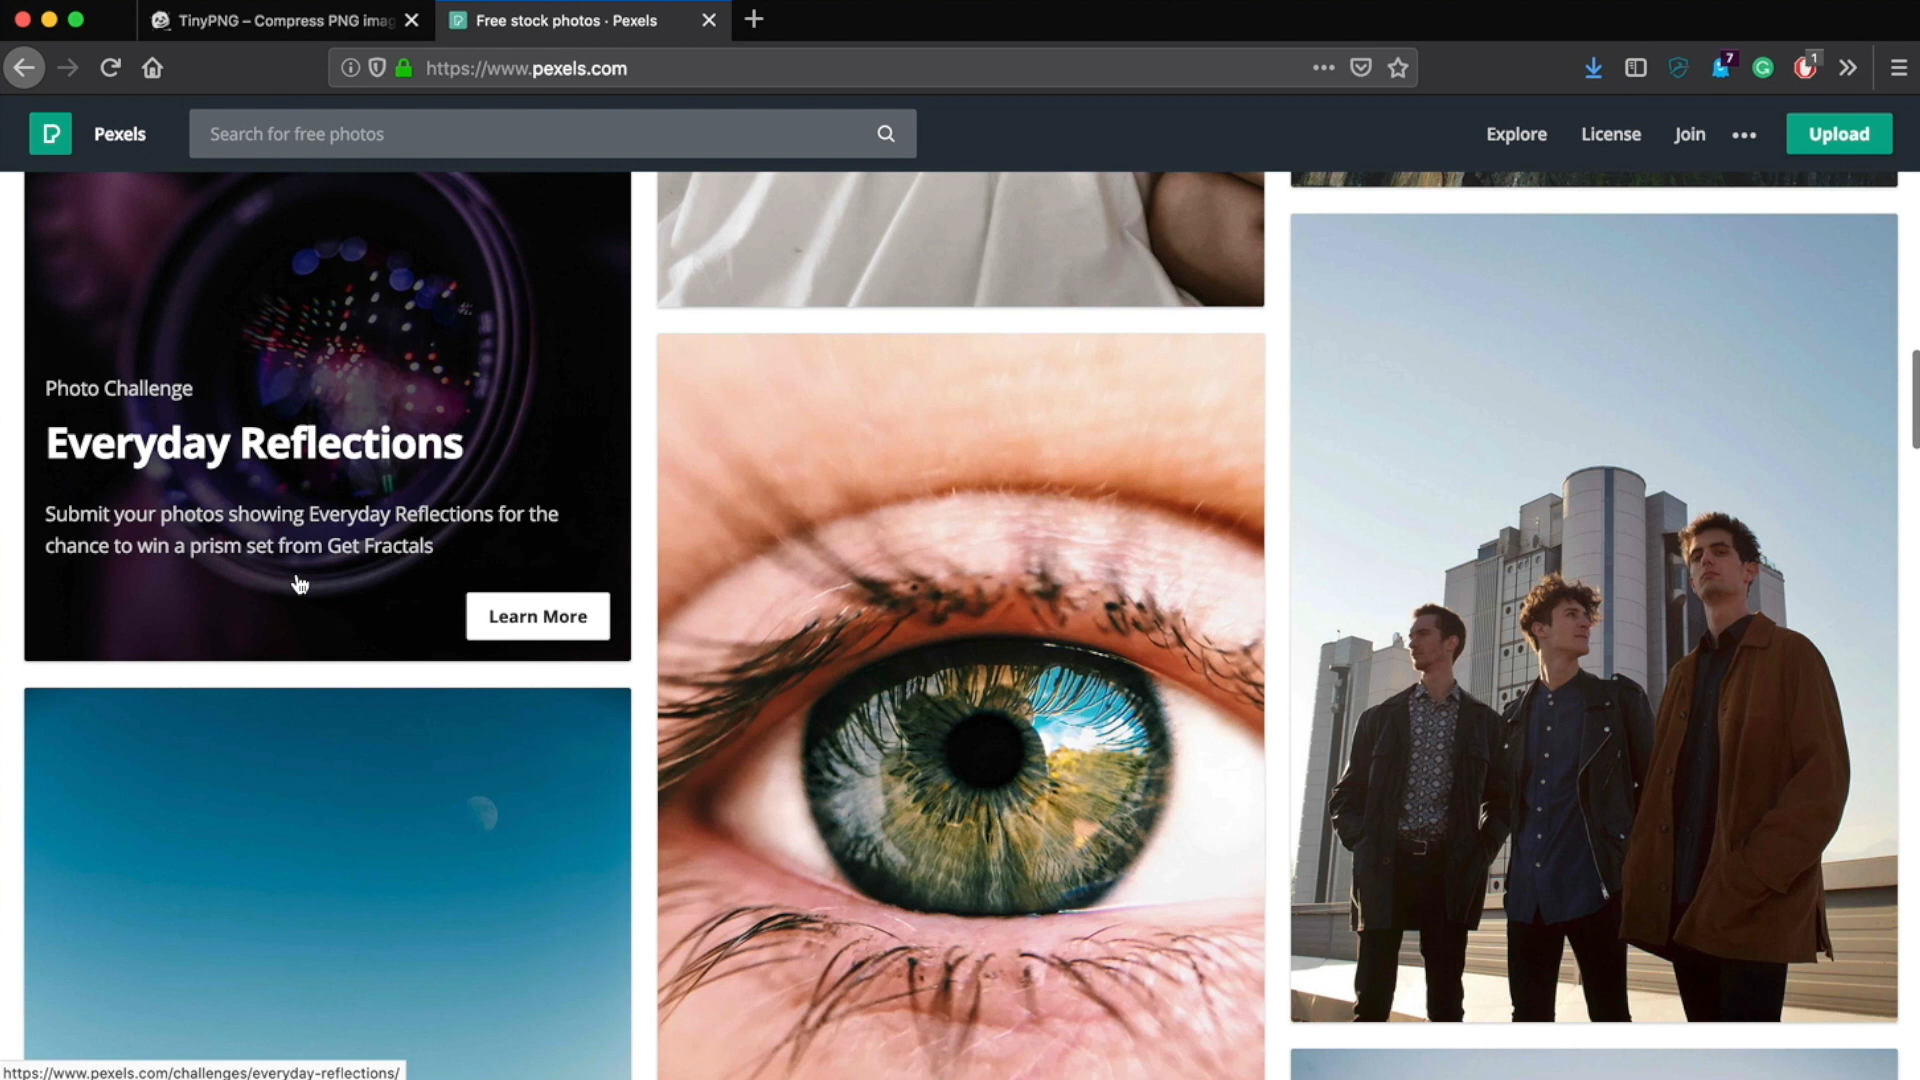 TinyPNG – Compress PNG imag
Free stock photos · Pexels
https://www.pexels.com
7
1
Pexels
Search for free photos
Explore
License
Join
Upload
Photo Challenge
Everyday Reflections
Submit your photos showing Everyday Reflections for the
chance to win a prism set from Get Fractals
Learn More
https://www.pexels.com/challenges/everyday-reflections/